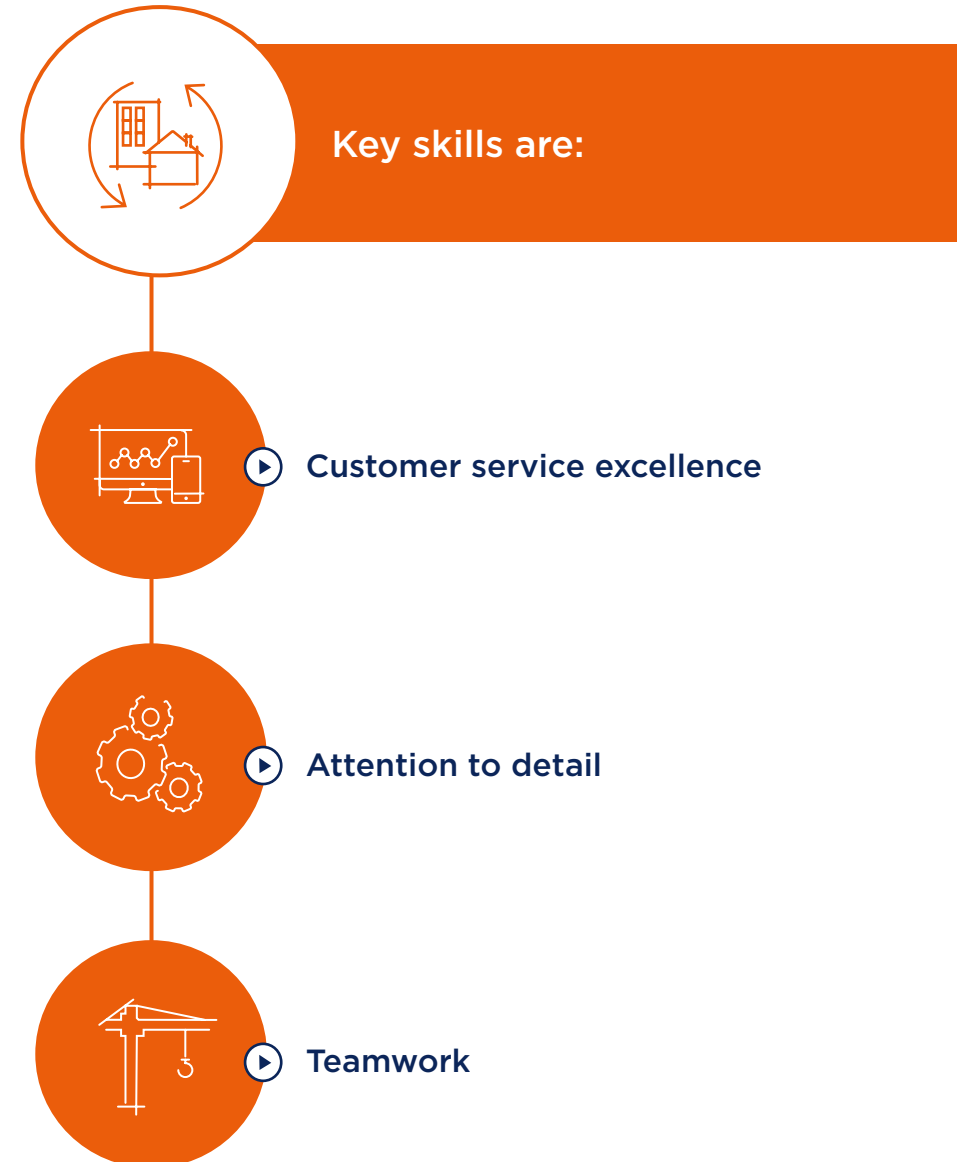 Key skills are:
Customer service excellence
Attention to detail
Teamwork